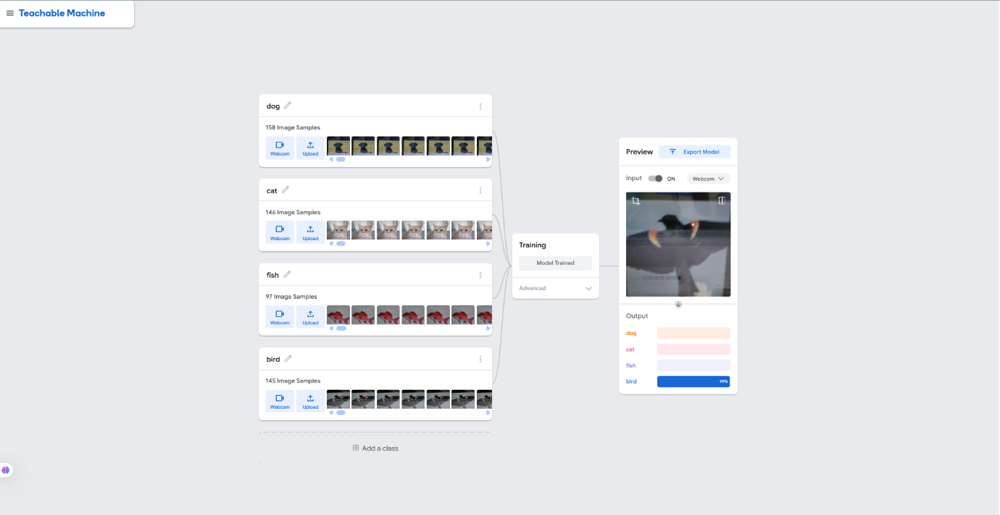 Teachable Machine
dog
158 Image Samples
Webcam
Upload
cat
146 Image Samples
Webcam
Upload
fish
97 Image Samples
Webcam
Upload
bird
145 Image Samples
Webcam
Upload
Add a class
Training
Model Trained
Advanced
Preview
Export Model
Input
ON
Webcam
Output
dog
cat
fish
bird
99%